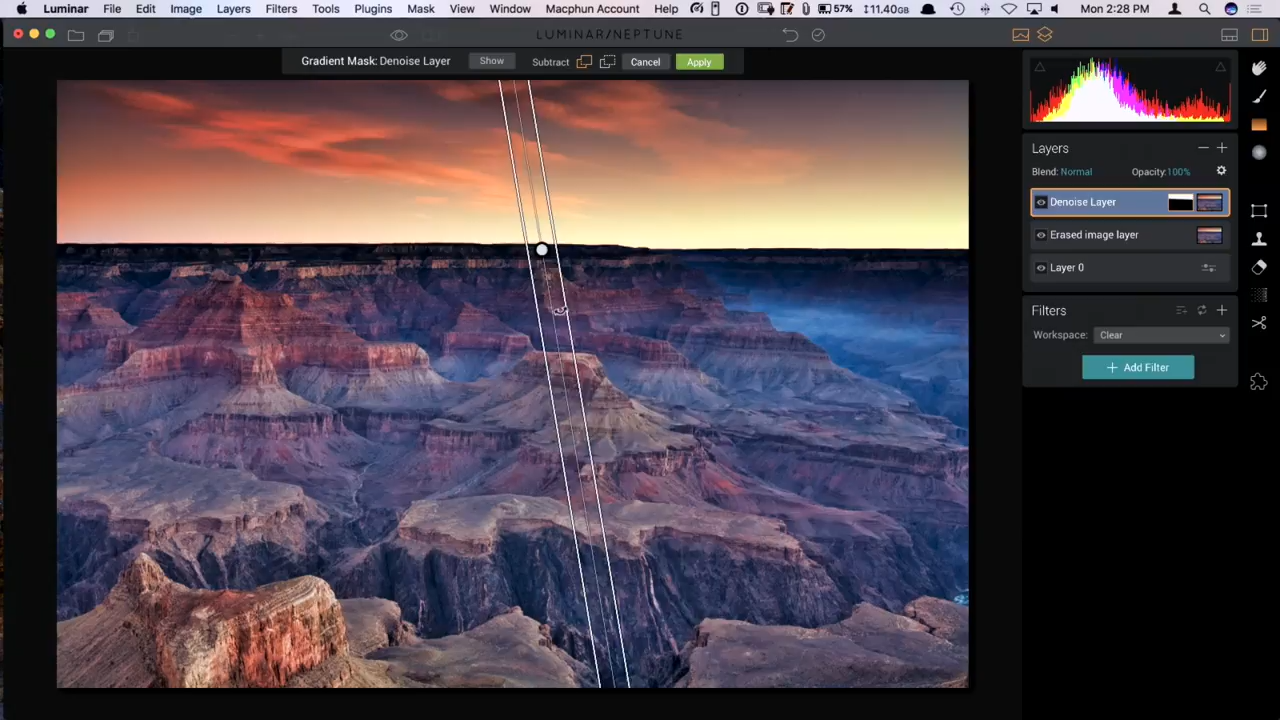 Luminar File Edit Image Layers Filters Tools Plugins Mask View Window Macphun Account Help 57% 11.40GB Mon 2:28 PM
LUMINAR/NEPTUNE
Gradient Mask: Denoise Layer Show Subtract Cancel Apply
Layers
Blend: Normal Opacity:100%
Denoise Layer
Erased image layer
Layer 0
Filters
Workspace: Clear
+ Add Filter